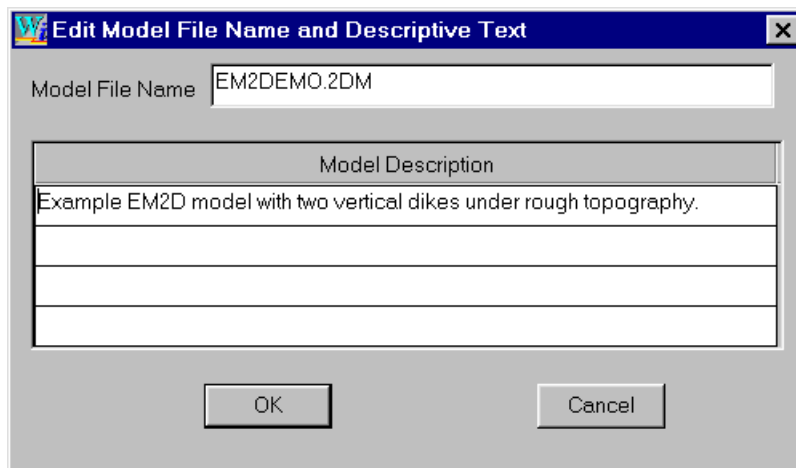 Edit Model File Name and Descriptive Text
Model File Name EM2DEMO.2DM
Model Description
Example EM2D model with two vertical dikes under rough topography.
OK Cancel